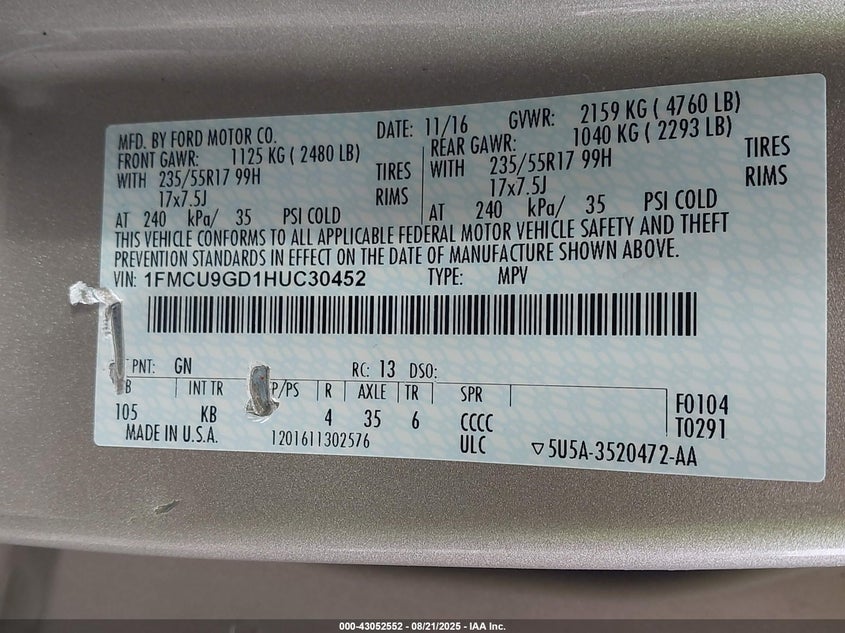 MFD. BY FORD MOTOR CO.
DATE: 11/16 GVWR: 2159 KG ( 4760 LB)
FRONT GAWR: 1125 KG ( 2480 LB)
REAR GAWR: 1040 KG ( 2293 LB)
WITH 235/55R17 99H TIRES
WITH 235/55R17 99H TIRES
17x7.5J RIMS
17x7.5J RIMS
AT 240 kPa/ 35 PSI COLD
AT 240 kPa/ 35 PSI COLD
THIS VEHICLE CONFORMS TO ALL APPLICABLE FEDERAL MOTOR VEHICLE SAFETY AND THEFT
PREVENTION STANDARDS IN EFFECT ON THE DATE OF MANUFACTURE SHOWN ABOVE.
VIN: 1FMCU9GD1HUC30452 TYPE: MPV
PNT: GN RC: 13 DSO:
B INT TR P/PS R AXLE TR SPR
105 KB 4 35 6 CCCC
F0104
T0291
MADE IN U.S.A. 1201611302576 ULC ▽5U5A-3520472-AA
000-43052552 - 08/21/2025 - IAA Inc.